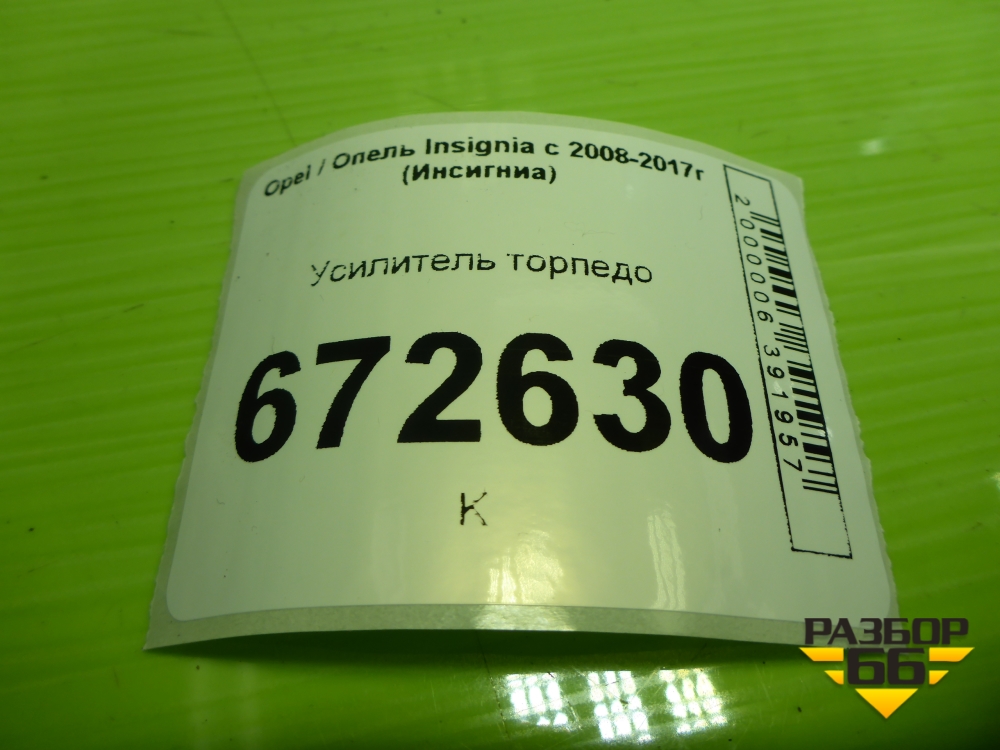 Opel / Опель Insignia с 2008-2017г
(Инсигниа)
Усилитель торпедо
672630
К
2000006391957
РАЗБОР
66